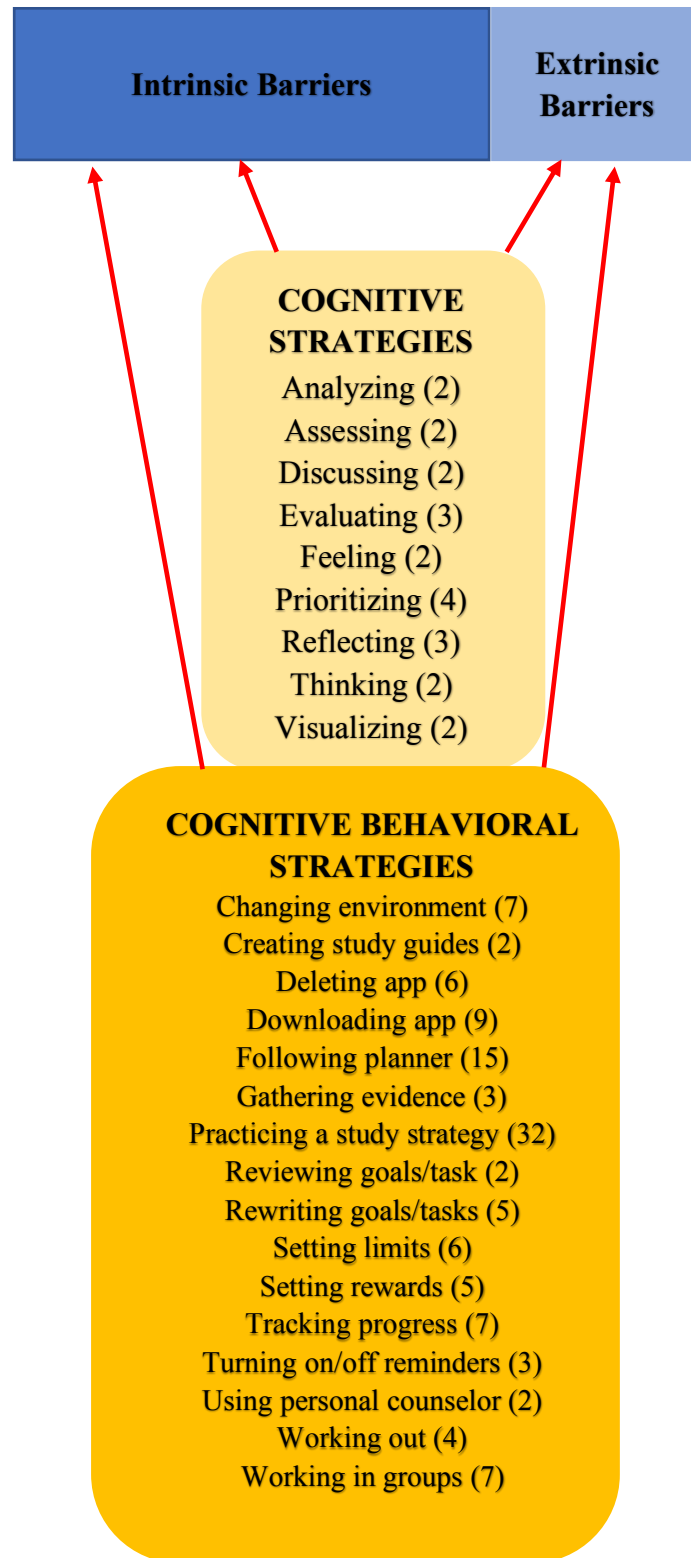 Intrinsic Barriers
Extrinsic
Barriers
COGNITIVE
STRATEGIES
Analyzing (2)
Assessing (2)
Discussing (2)
Evaluating (3)
Feeling (2)
Prioritizing (4)
Reflecting (3)
Thinking (2)
Visualizing (2)
COGNITIVE BEHAVIORAL
STRATEGIES
Changing environment (7)
Creating study guides (2)
Deleting app (6)
Downloading app (9)
Following planner (15)
Gathering evidence (3)
Practicing a study strategy (32)
Reviewing goals/task (2)
Rewriting goals/tasks (5)
Setting limits (6)
Setting rewards (5)
Tracking progress (7)
Turning on/off reminders (3)
Using personal counselor (2)
Working out (4)
Working in groups (7)